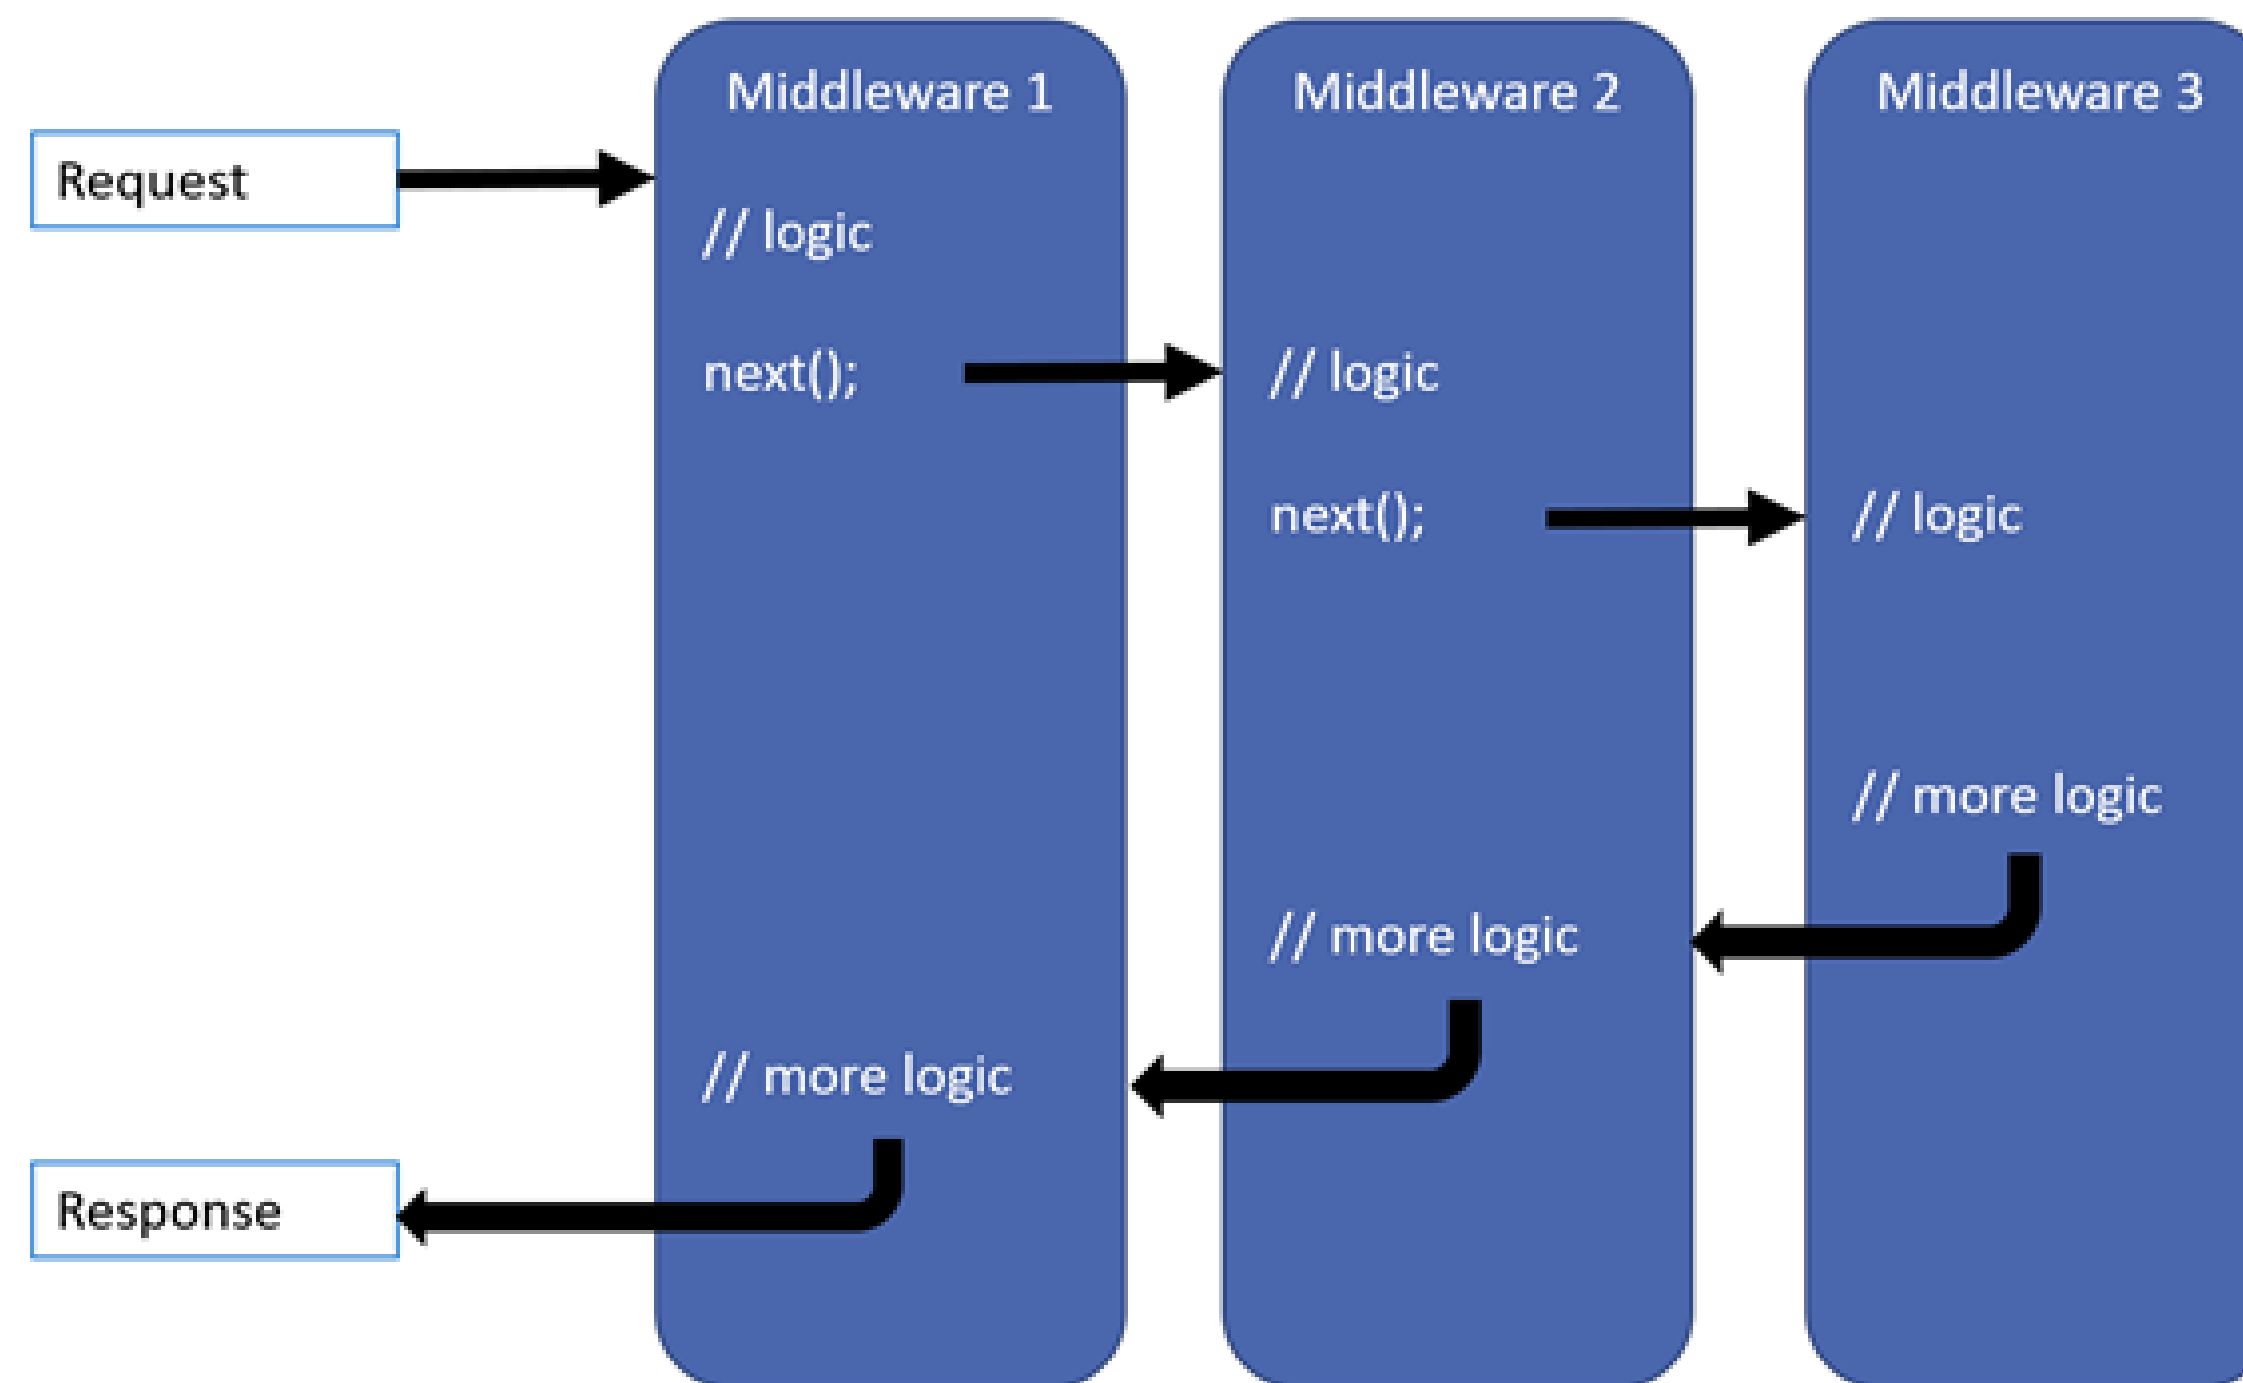 Middleware 1
Middleware 2
Middleware 3
Request
// logic
next();
// logic
next();
// logic
// more logic
// more logic
// more logic
Response